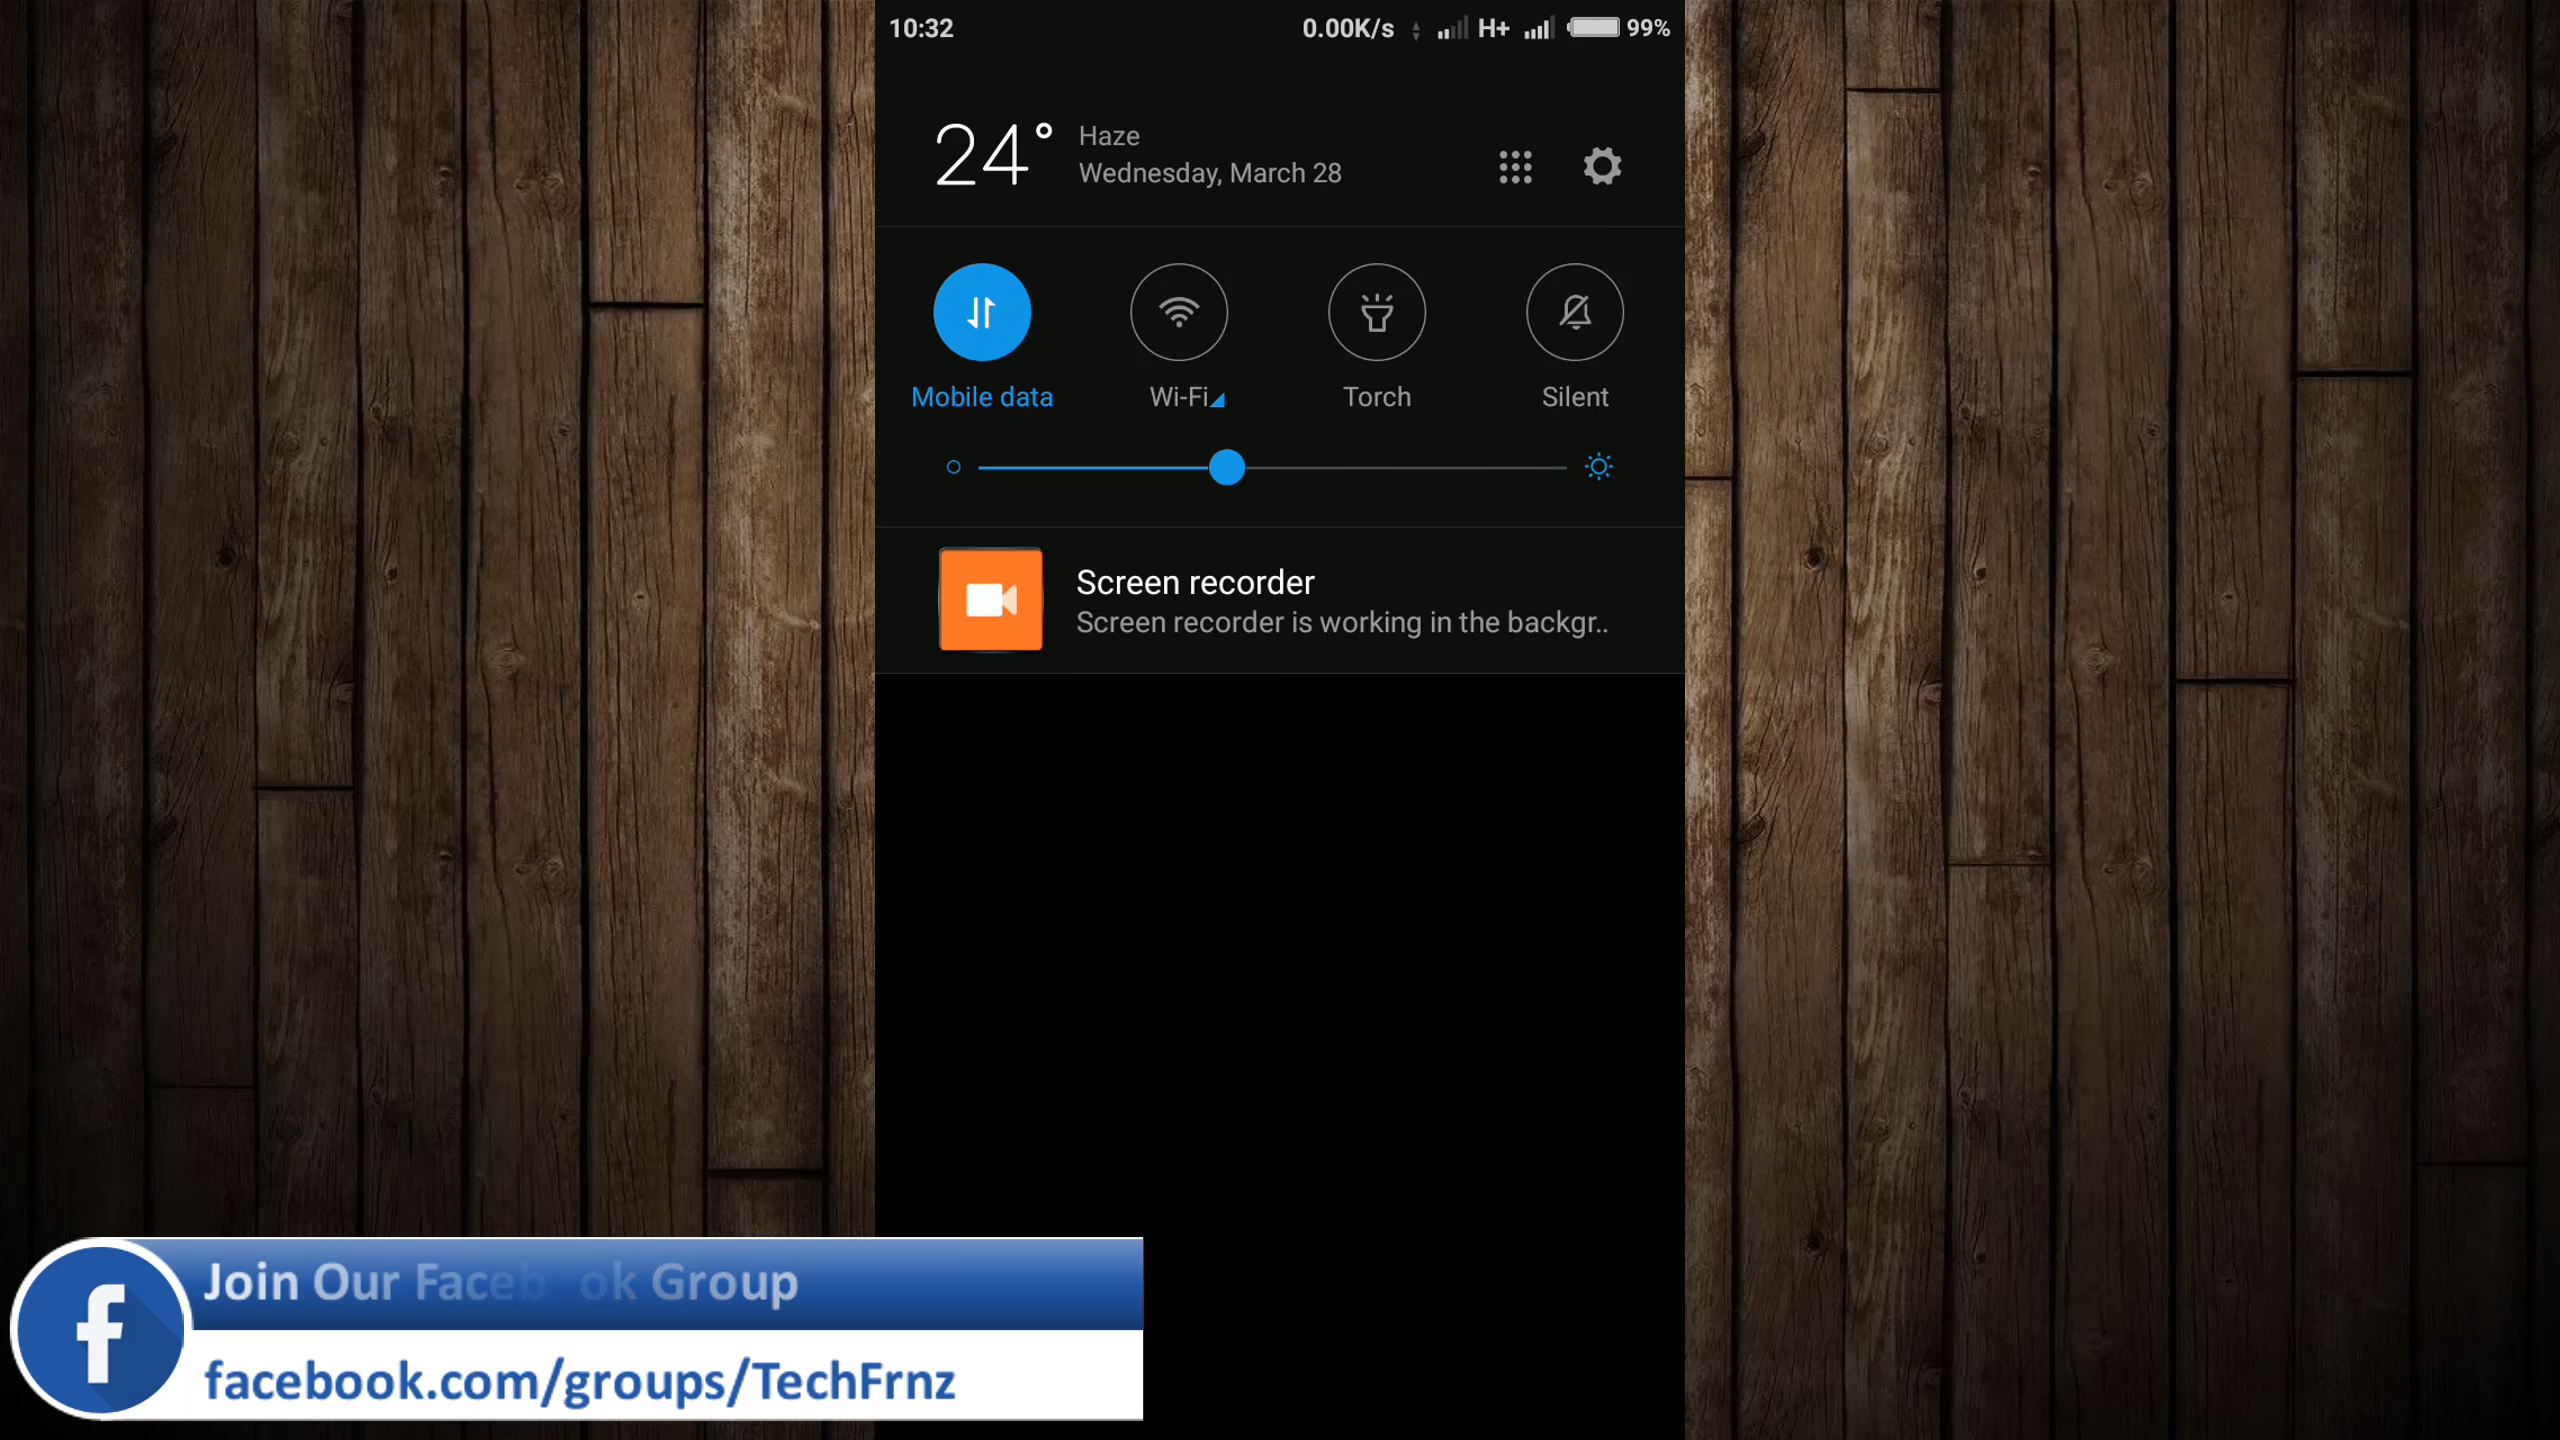 10:32 0.00K/s H+ 99%
24° Haze
Wednesday, March 28
Mobile data Wi-Fi Torch Silent
Screen recorder
Screen recorder is working in the backgr..
Join Our Faceb ok Group
facebook.com/groups/TechFrnz